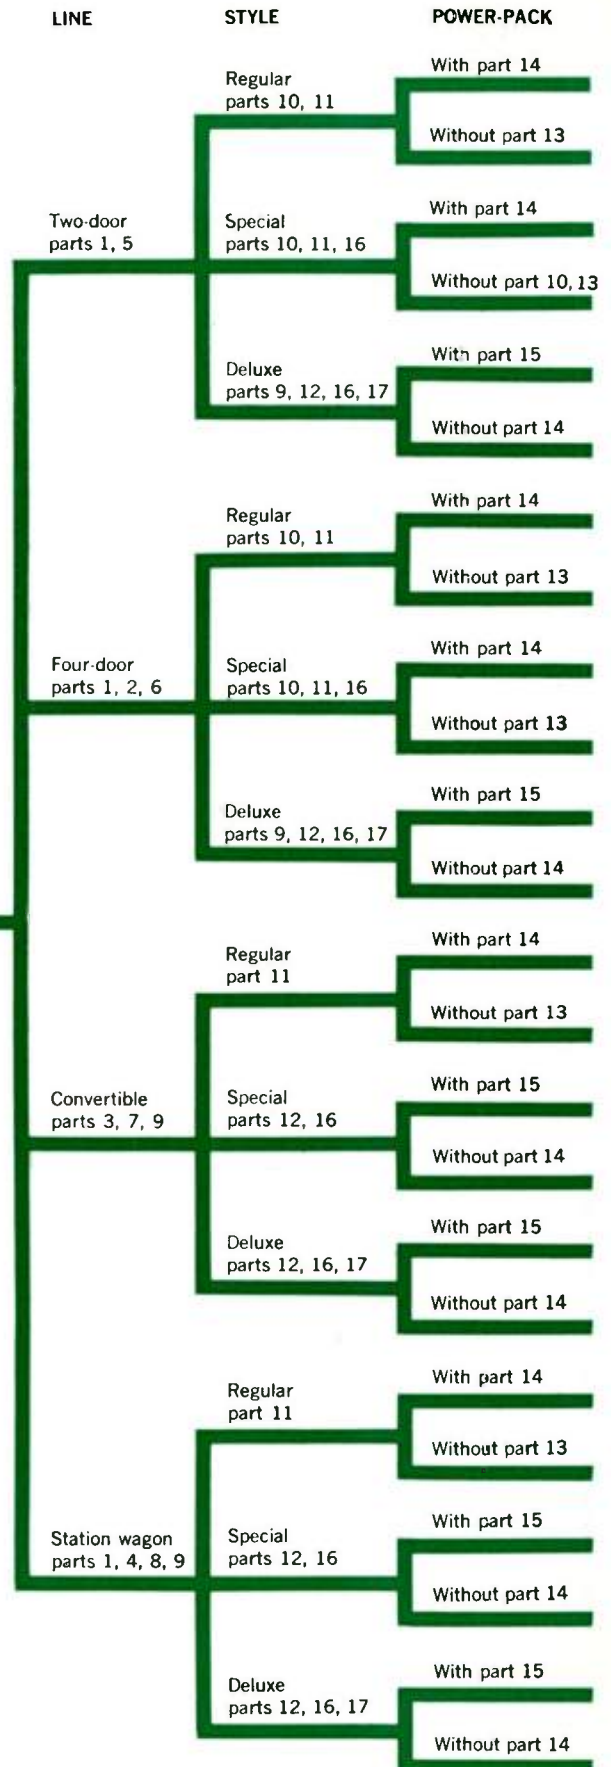 LINE STYLE POWER-PACK
With part 14
Regular
parts 10, 11
Without part 13
With part 14
Two-door
parts 1, 5
Special
parts 10, 11, 16
Without part 10, 13
With part 15
Deluxe
parts 9, 12, 16, 17
Without part 14
With part 14
Regular
parts 10, 11
Without part 13
With part 14
Four-door
parts 1, 2, 6
Special
parts 10, 11, 16
Without part 13
With part 15
Deluxe
parts 9, 12, 16, 17
Without part 14
With part 14
Regular
part 11
Without part 13
With part 15
Convertible
parts 3, 7, 9
Special
parts 12, 16
Without part 14
With part 15
Deluxe
parts 12, 16, 17
Without part 14
With part 14
Regular
part 11
Without part 13
With part 15
Station wagon
parts 1, 4, 8, 9
Special
parts 12, 16
Without part 14
With part 15
Deluxe
parts 12, 16, 17
Without part 14